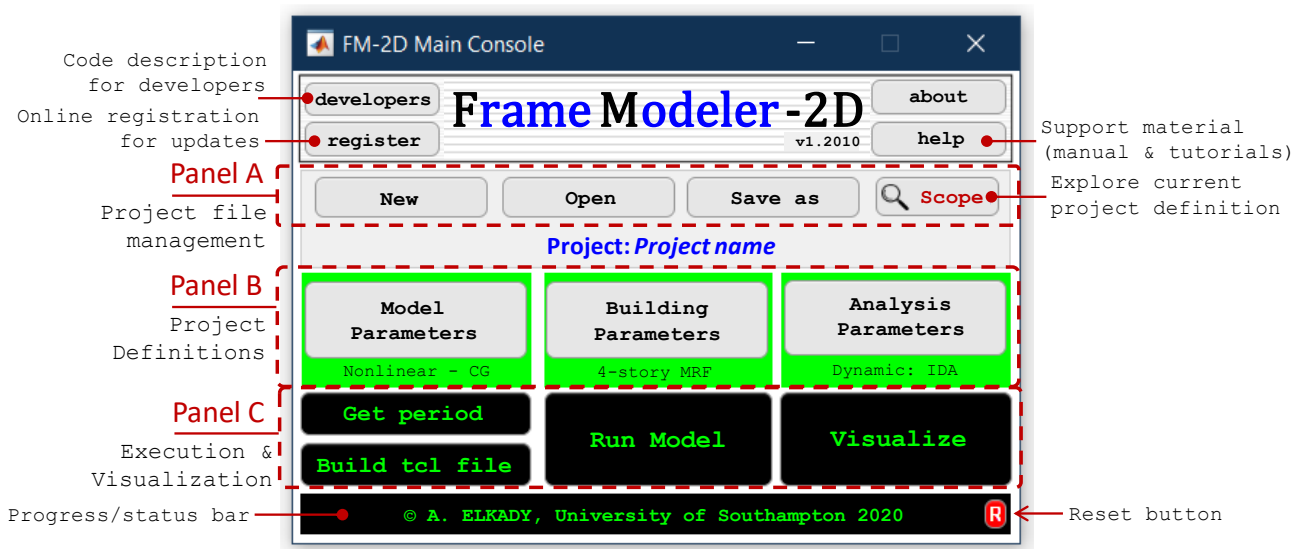 FM-2D Main Console
Code description
for developers
Online registration
for updates
developers
register
Frame Modeler-2D
v1.2010
about
help
Support material
(manual & tutorials)
Panel A
Project file
management
New
Open
Save as
Scope
Explore current
project definition
Project: Project name
Panel B
Project
Definitions
Model
Parameters
Nonlinear - CG
Building
Parameters
4-story MRF
Analysis
Parameters
Dynamic: IDA
Panel C
Execution &
Visualization
Get period
Build tcl file
Run Model
Visualize
Progress/status bar
© A. ELKADY, University of Southampton 2020
R
Reset button